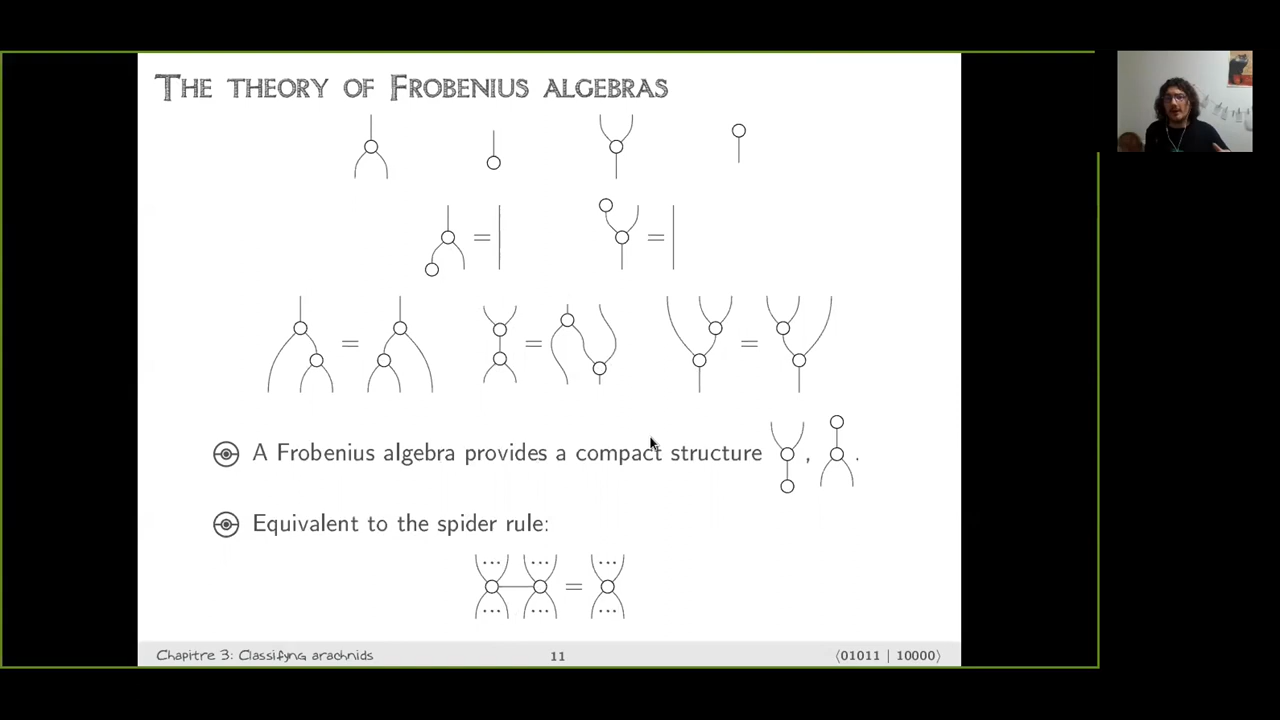 The theory of Frobenius algebras
=
=
=
=
=
A Frobenius algebra provides a compact structure , .
Equivalent to the spider rule:
... ... ...
=
... ... ...
Chapitre 3: Classifyng arachnids
11
⟨01011 | 10000⟩